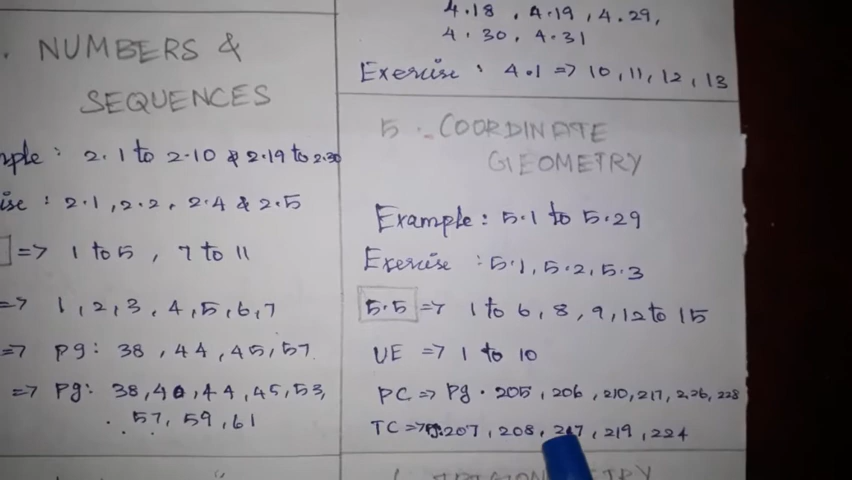 . NUMBERS &
SEQUENCES
mple : 2.1 to 2.10 & 2.19 to 2.30
ise : 2.1, 2.2, 2.4 & 2.5
=> 1 to 5, 7 to 11
=> 1, 2, 3, 4, 5, 6, 7
=> Pg: 38, 44, 45, 57
=> Pg: 38, 40, 44, 45, 53,
57, 59, 61
4.18, 4.19, 4.29,
4.30, 4.31
Exercise : 4.1 => 10, 11, 12, 13
5. COORDINATE
GEOMETRY
Example : 5.1 to 5.29
Exercise : 5.1, 5.2, 5.3
5.5 => 1 to 6, 8, 9, 12 to 15
UE => 1 to 10
PC => Pg. 205, 206, 210, 217, 226, 228
TC => Pg. 207, 208, 217, 219, 224